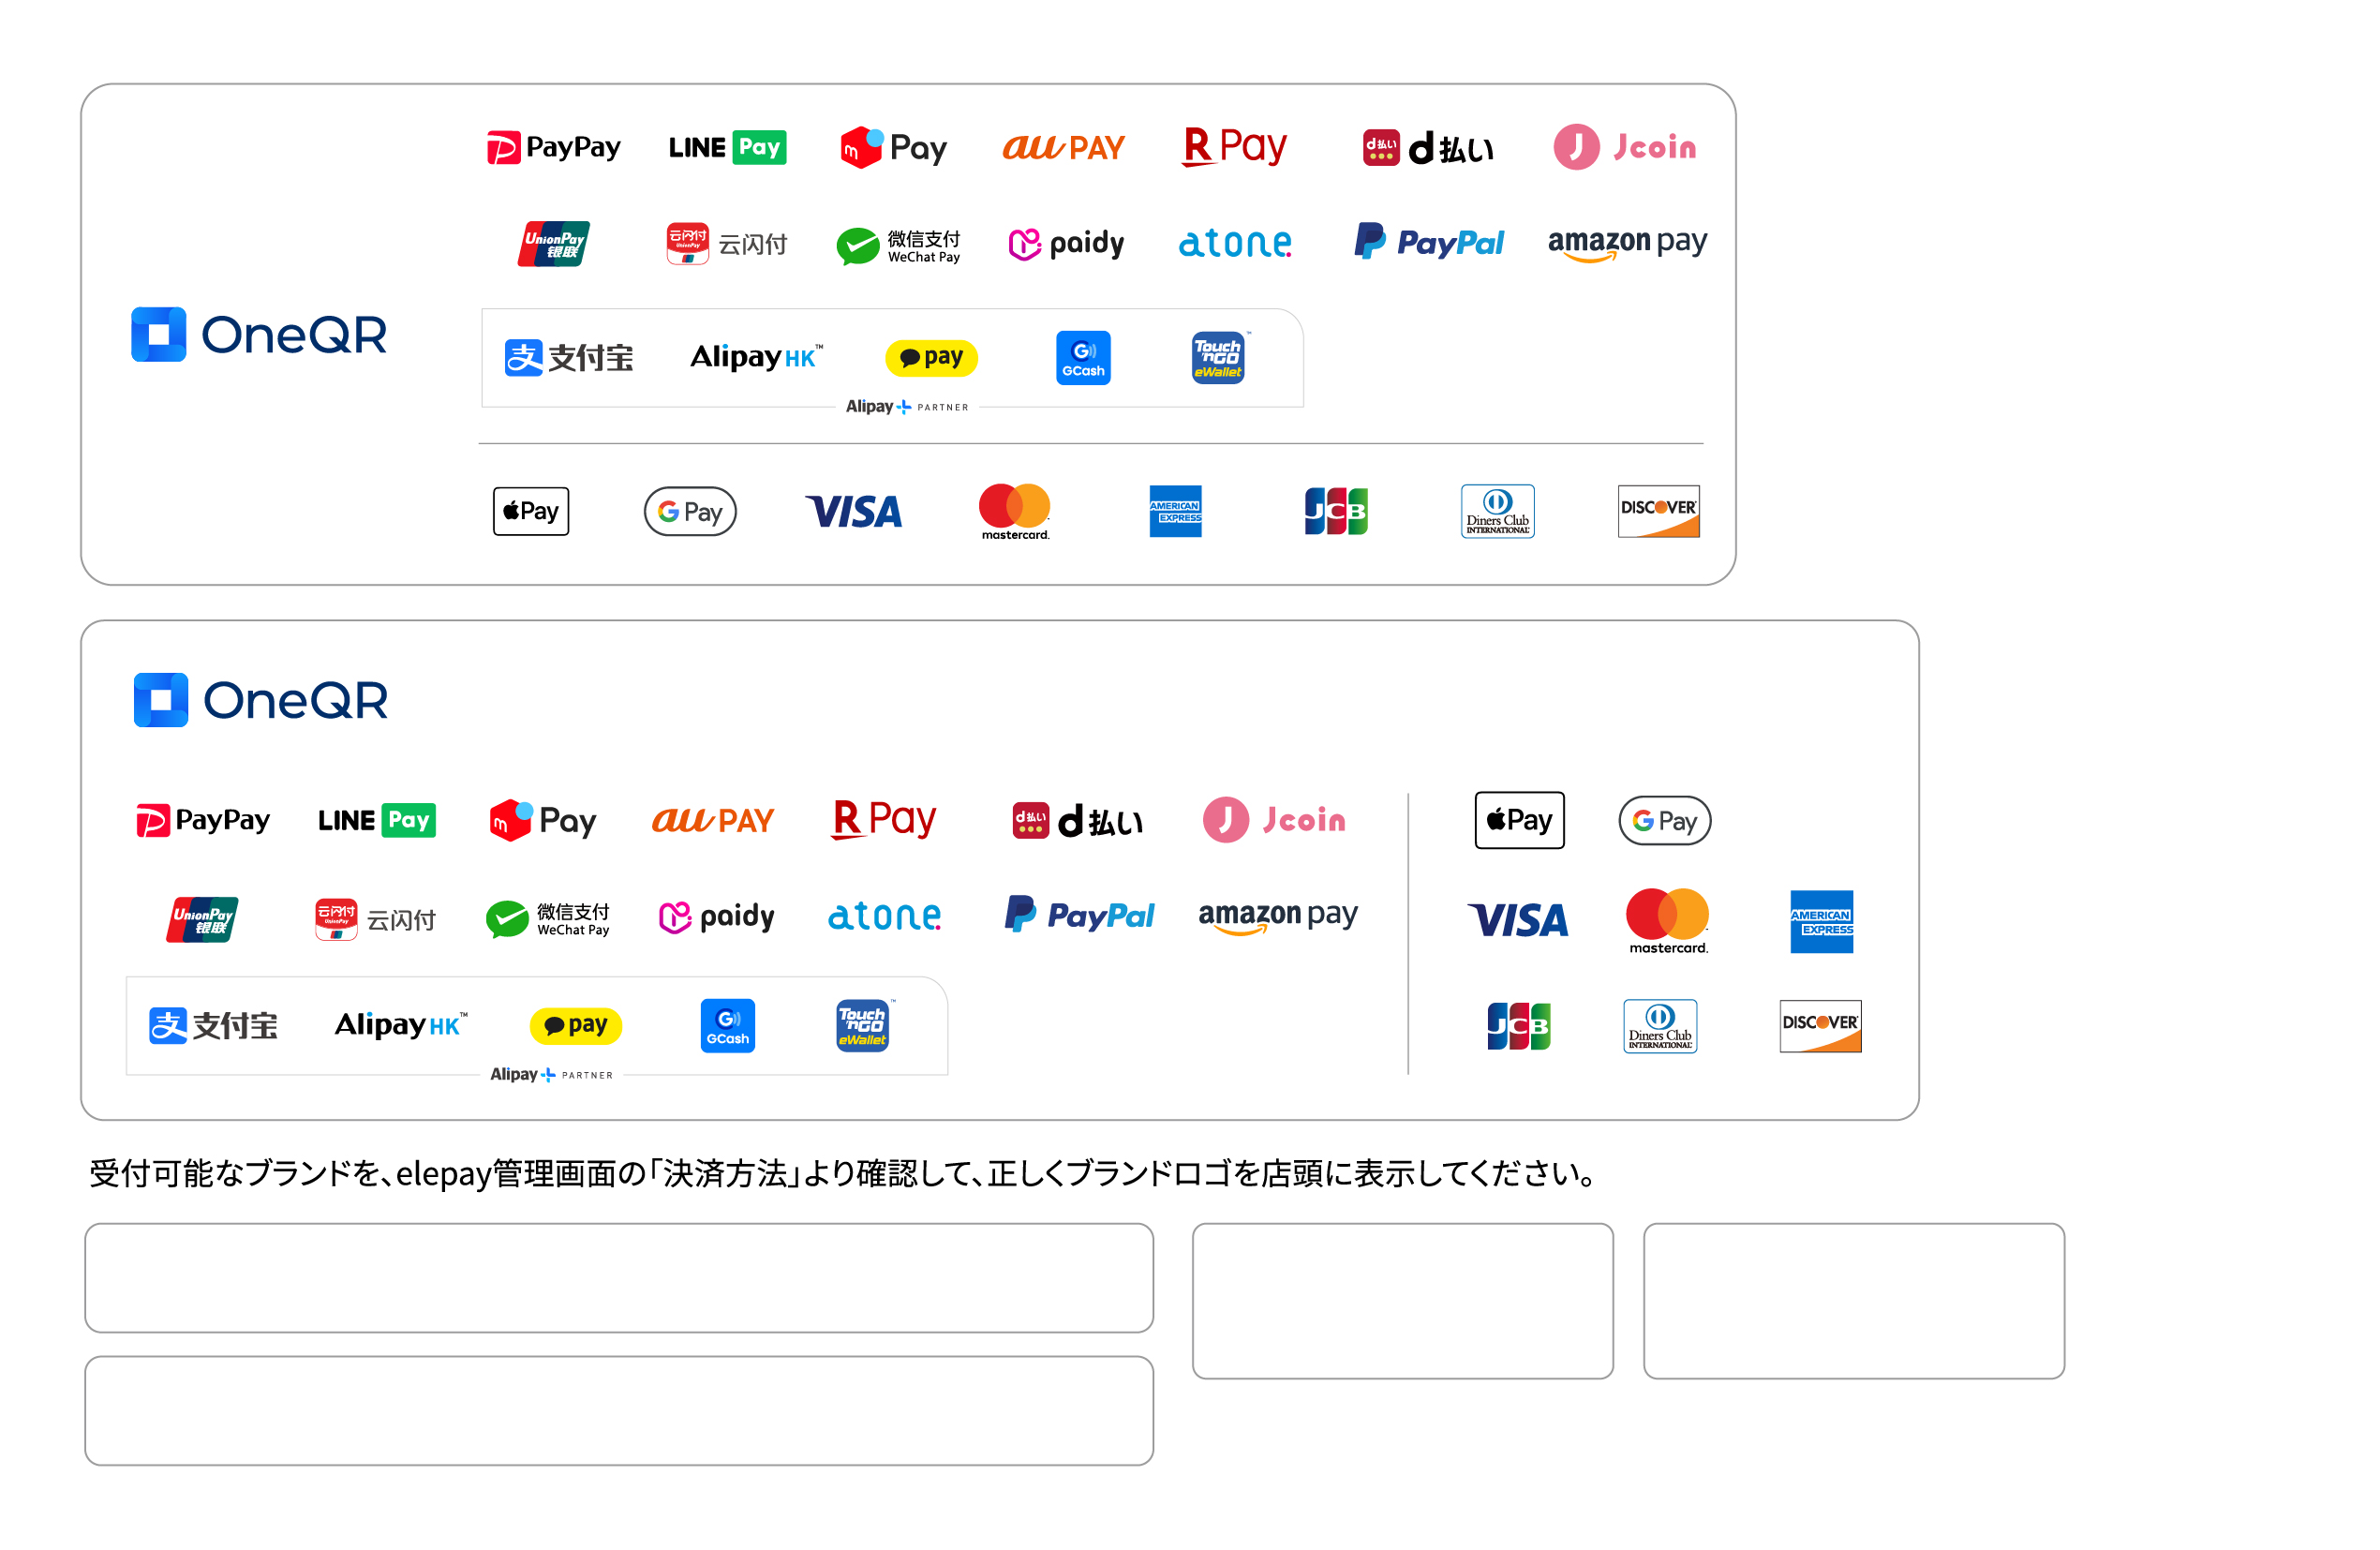 PayPay LINE Pay m Pay au PAY R Pay d払い d払い J Jcoin
UnionPay 银联 云闪付 UnionPay 云闪付 微信支付 WeChat Pay paidy atone PayPal amazon pay
OneQR
支 支付宝 Alipay HK™ pay G GCash Touch 'n GO eWallet ™
Alipay+ PARTNER
Pay G Pay VISA mastercard. AMERICAN EXPRESS JCB Diners Club INTERNATIONAL® DISCOVER®
OneQR
PayPay LINE Pay m Pay au PAY R Pay d払い d払い J Jcoin
UnionPay 银联 云闪付 UnionPay 云闪付 微信支付 WeChat Pay paidy atone PayPal amazon pay
支 支付宝 Alipay HK™ pay G GCash Touch 'n GO eWallet ™
Alipay+ PARTNER
Pay G Pay
VISA mastercard. AMERICAN EXPRESS
JCB Diners Club INTERNATIONAL® DISCOVER®
受付可能なブランドを、elepay管理画面の「決済方法」より確認して、正しくブランドロゴを店頭に表示してください。